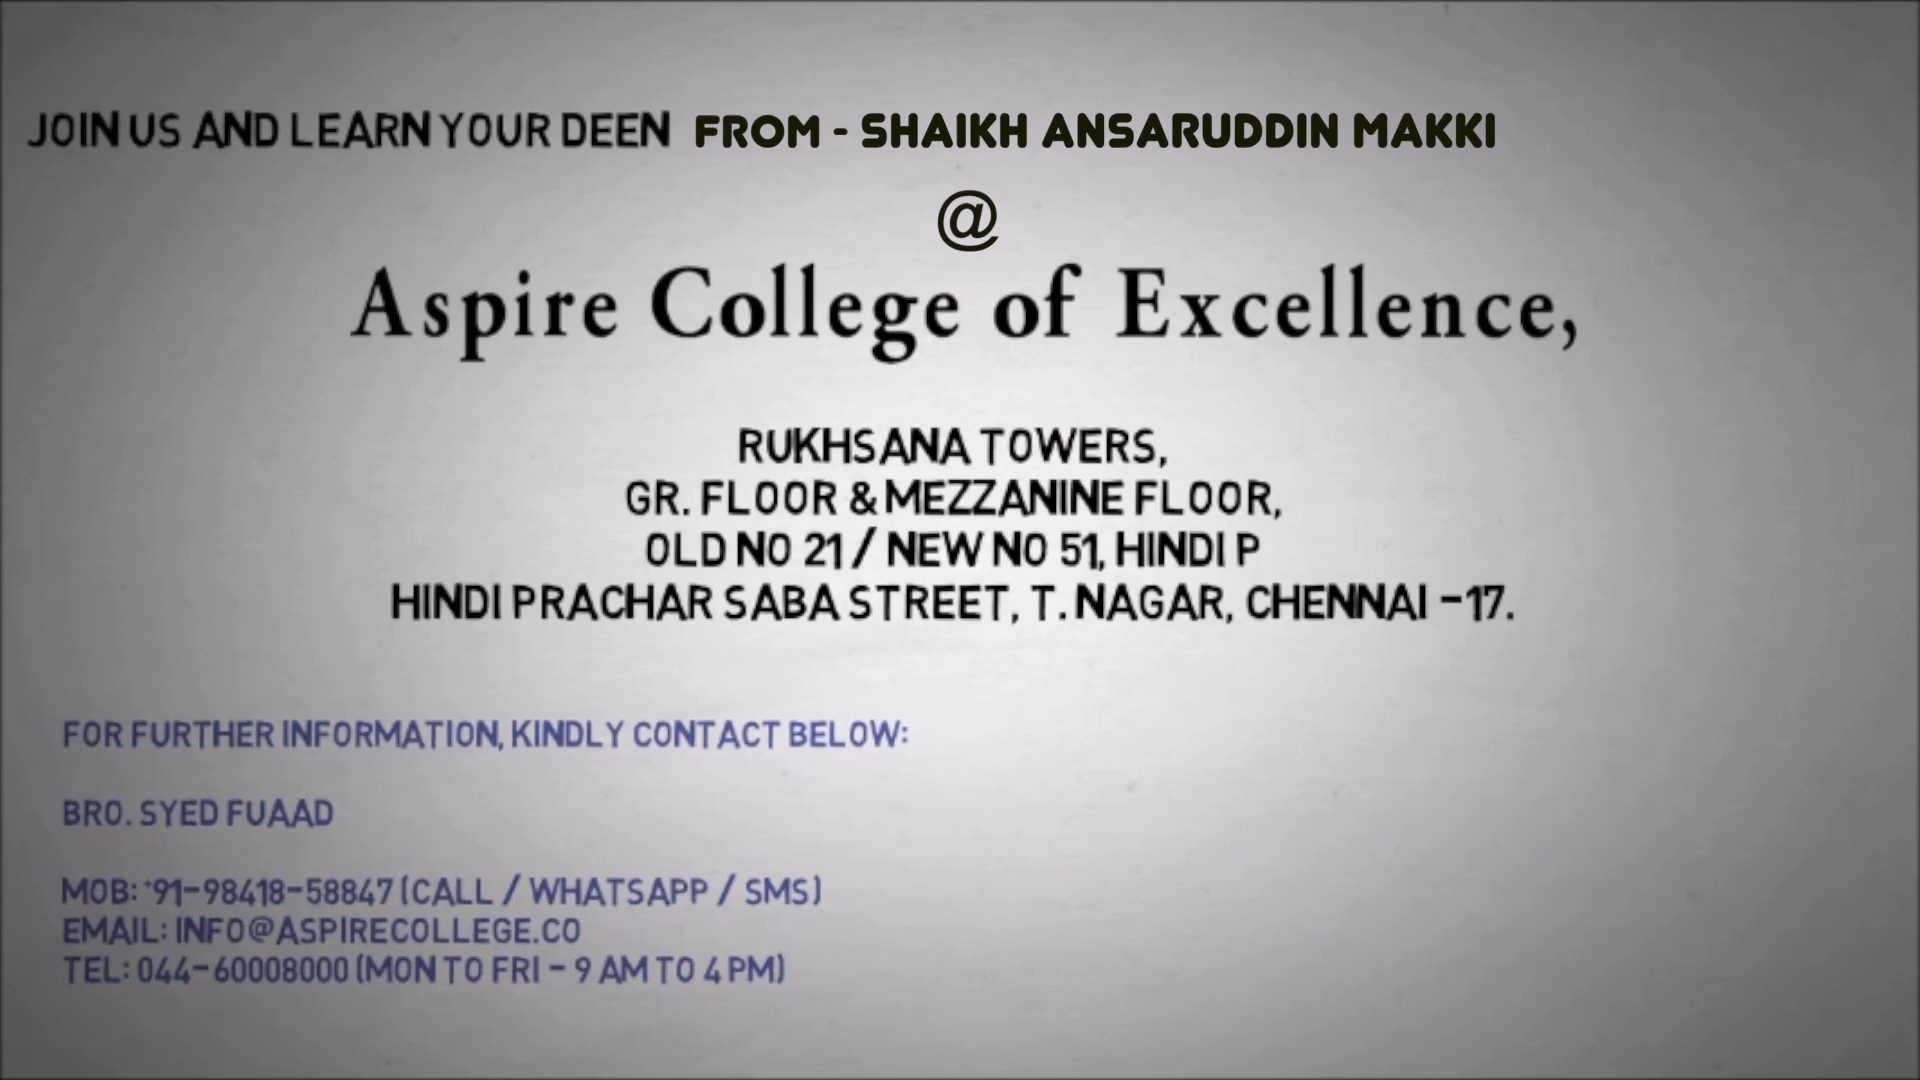 JOIN US AND LEARN YOUR DEEN FROM - SHAIKH ANSARUDDIN MAKKI
@
Aspire College of Excellence,
RUKHSANA TOWERS,
GR. FLOOR & MEZZANINE FLOOR,
OLD NO 21 / NEW NO 51, HINDI P
HINDI PRACHAR SABA STREET, T. NAGAR, CHENNAI -17.
FOR FURTHER INFORMATION, KINDLY CONTACT BELOW:
BRO. SYED FUAAD
MOB: +91-98418-58847 (CALL / WHATSAPP / SMS)
EMAIL: INFO@ASPIRECOLLEGE.CO
TEL: 044-60008000 (MON TO FRI - 9 AM TO 4 PM)